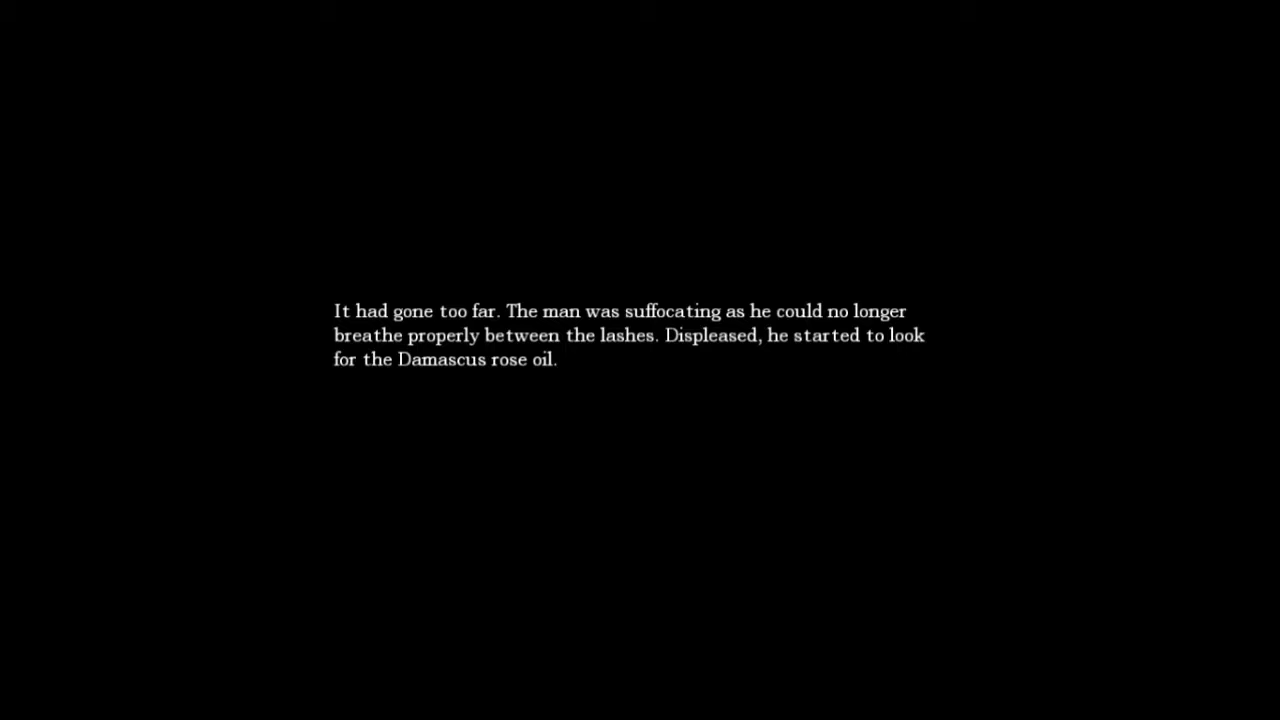 It had gone too far. The man was suffocating as he could no longer
breathe properly between the lashes. Displeased, he started to look
for the Damascus rose oil.